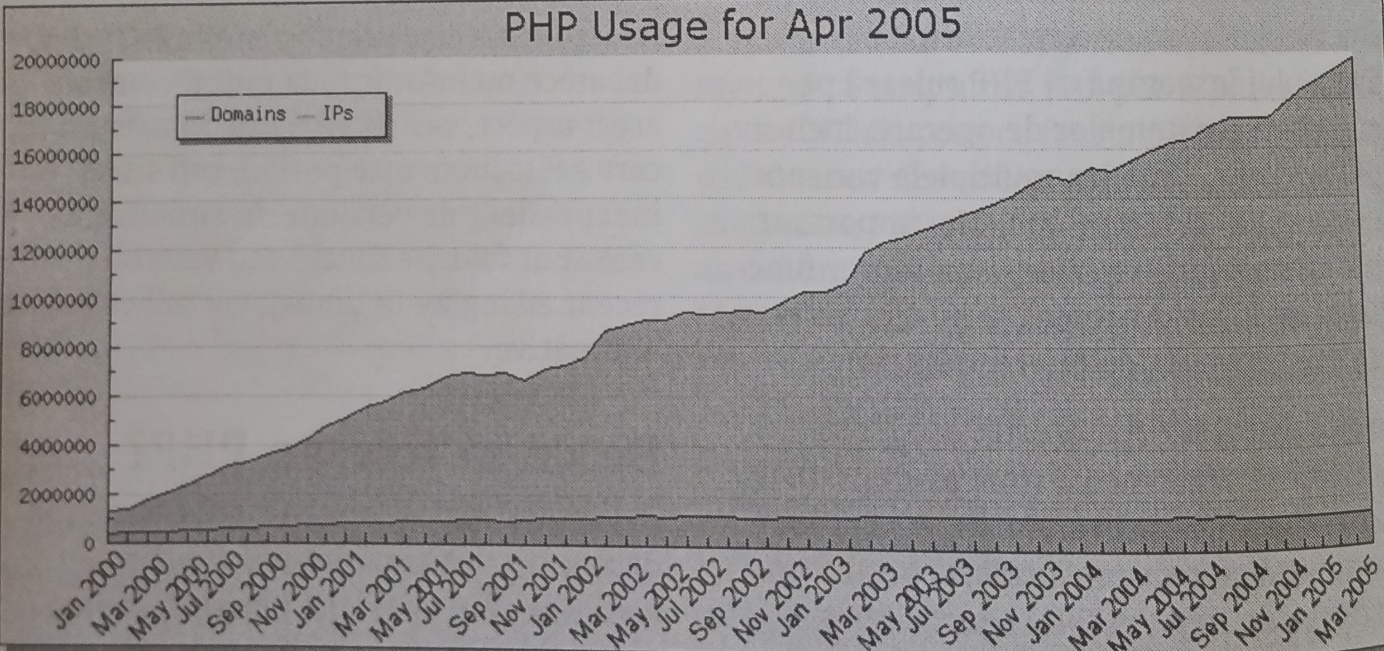 PHP Usage for Apr 2005
20000000
18000000
16000000
14000000
12000000
10000000
8000000
6000000
4000000
2000000
0
Domains IPs
Jan 2000
Mar 2000
May 2000
Jul 2000
Sep 2000
Nov 2000
Jan 2001
Mar 2001
May 2001
Jul 2001
Sep 2001
Nov 2001
Jan 2002
Mar 2002
May 2002
Jul 2002
Sep 2002
Nov 2002
Jan 2003
Mar 2003
May 2003
Jul 2003
Sep 2003
Nov 2003
Jan 2004
Mar 2004
May 2004
Jul 2004
Sep 2004
Nov 2004
Jan 2005
Mar 2005